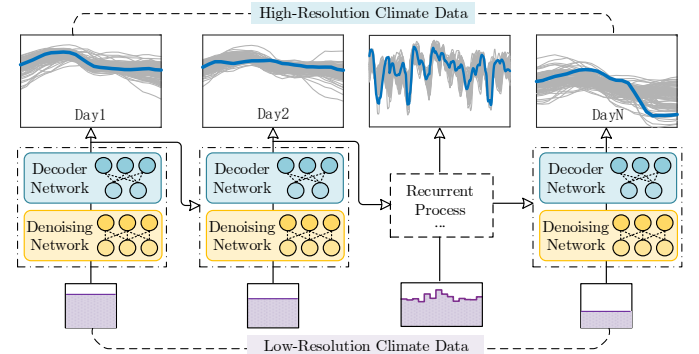 High-Resolution Climate Data
Day1
Day2
DayN
Decoder
Network
Decoder
Network
Decoder
Network
Recurrent
Process
...
Denoising
Network
Denoising
Network
Denoising
Network
Low-Resolution Climate Data